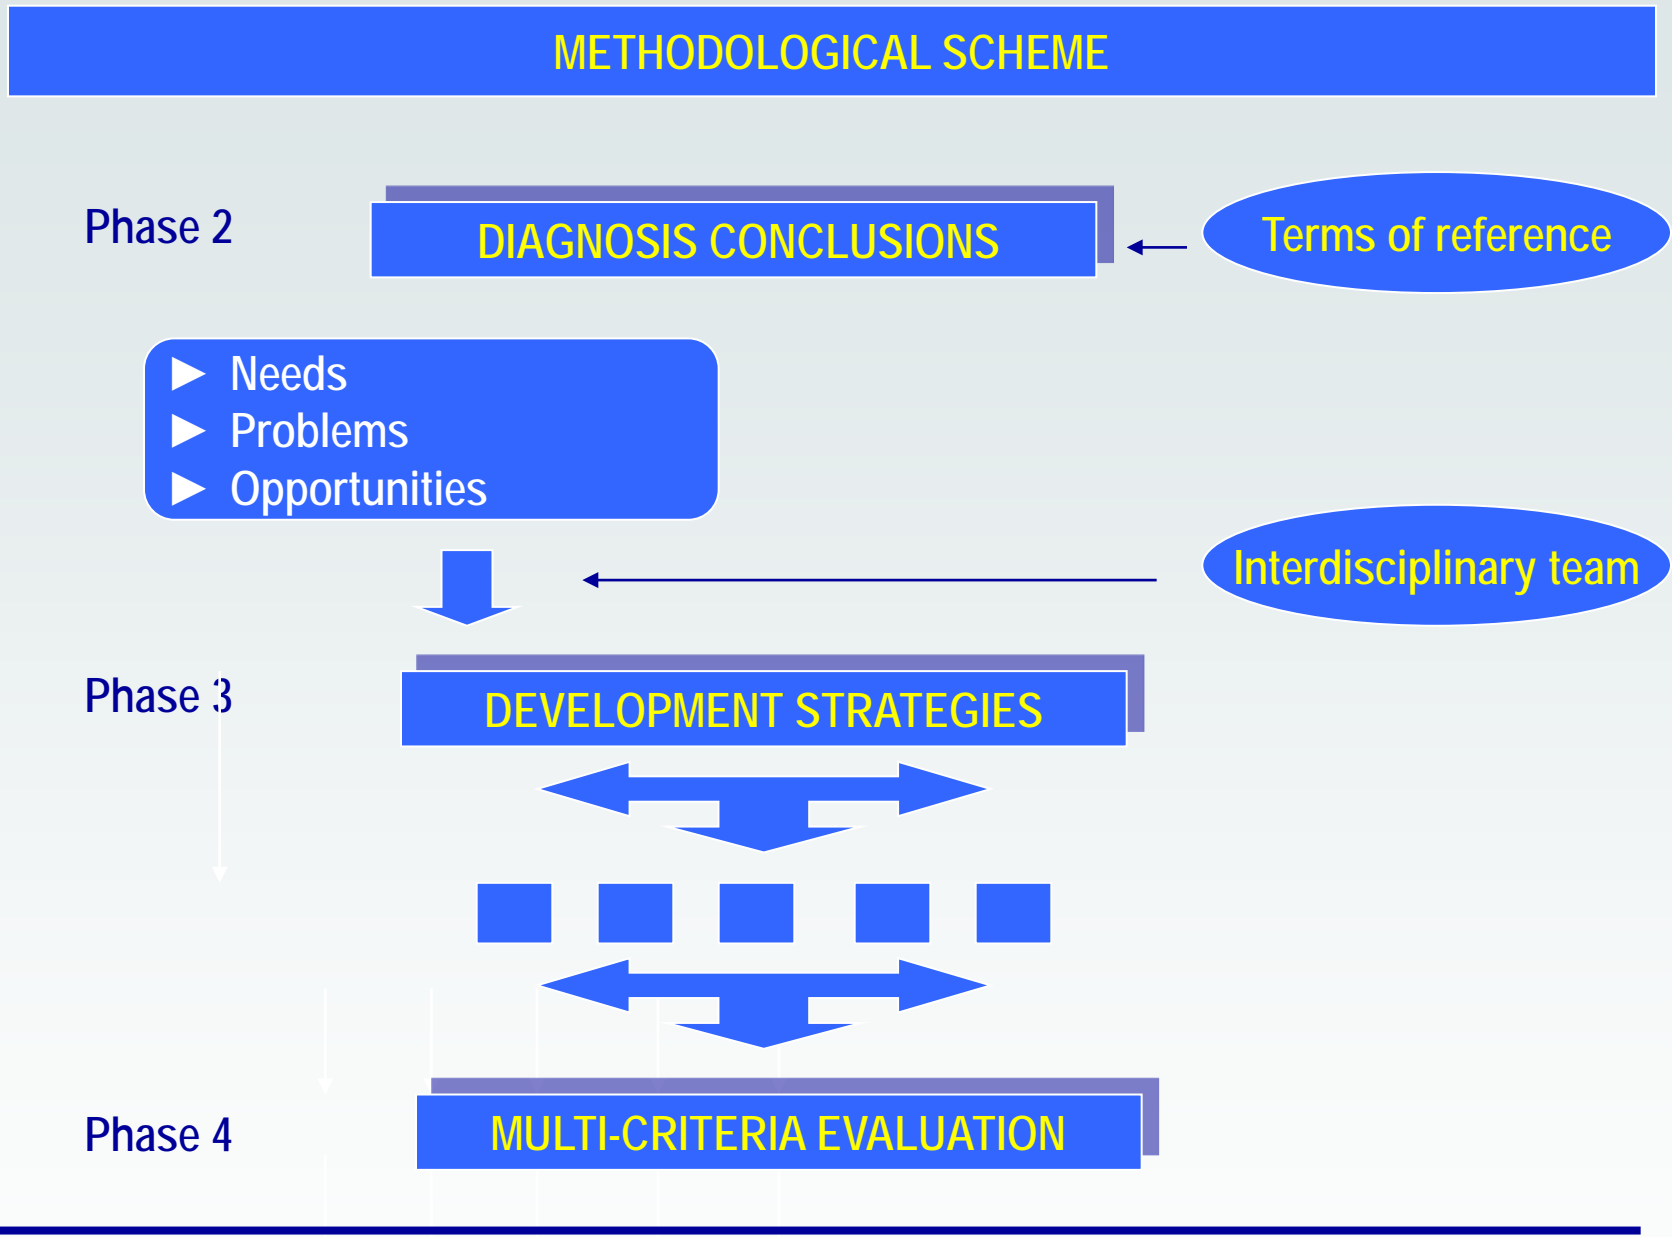 METHODOLOGICAL SCHEME
Phase 2
DIAGNOSIS CONCLUSIONS
Terms of reference
► Needs
► Problems
► Opportunities
Interdisciplinary team
Phase 3
DEVELOPMENT STRATEGIES
Phase 4
MULTI-CRITERIA EVALUATION